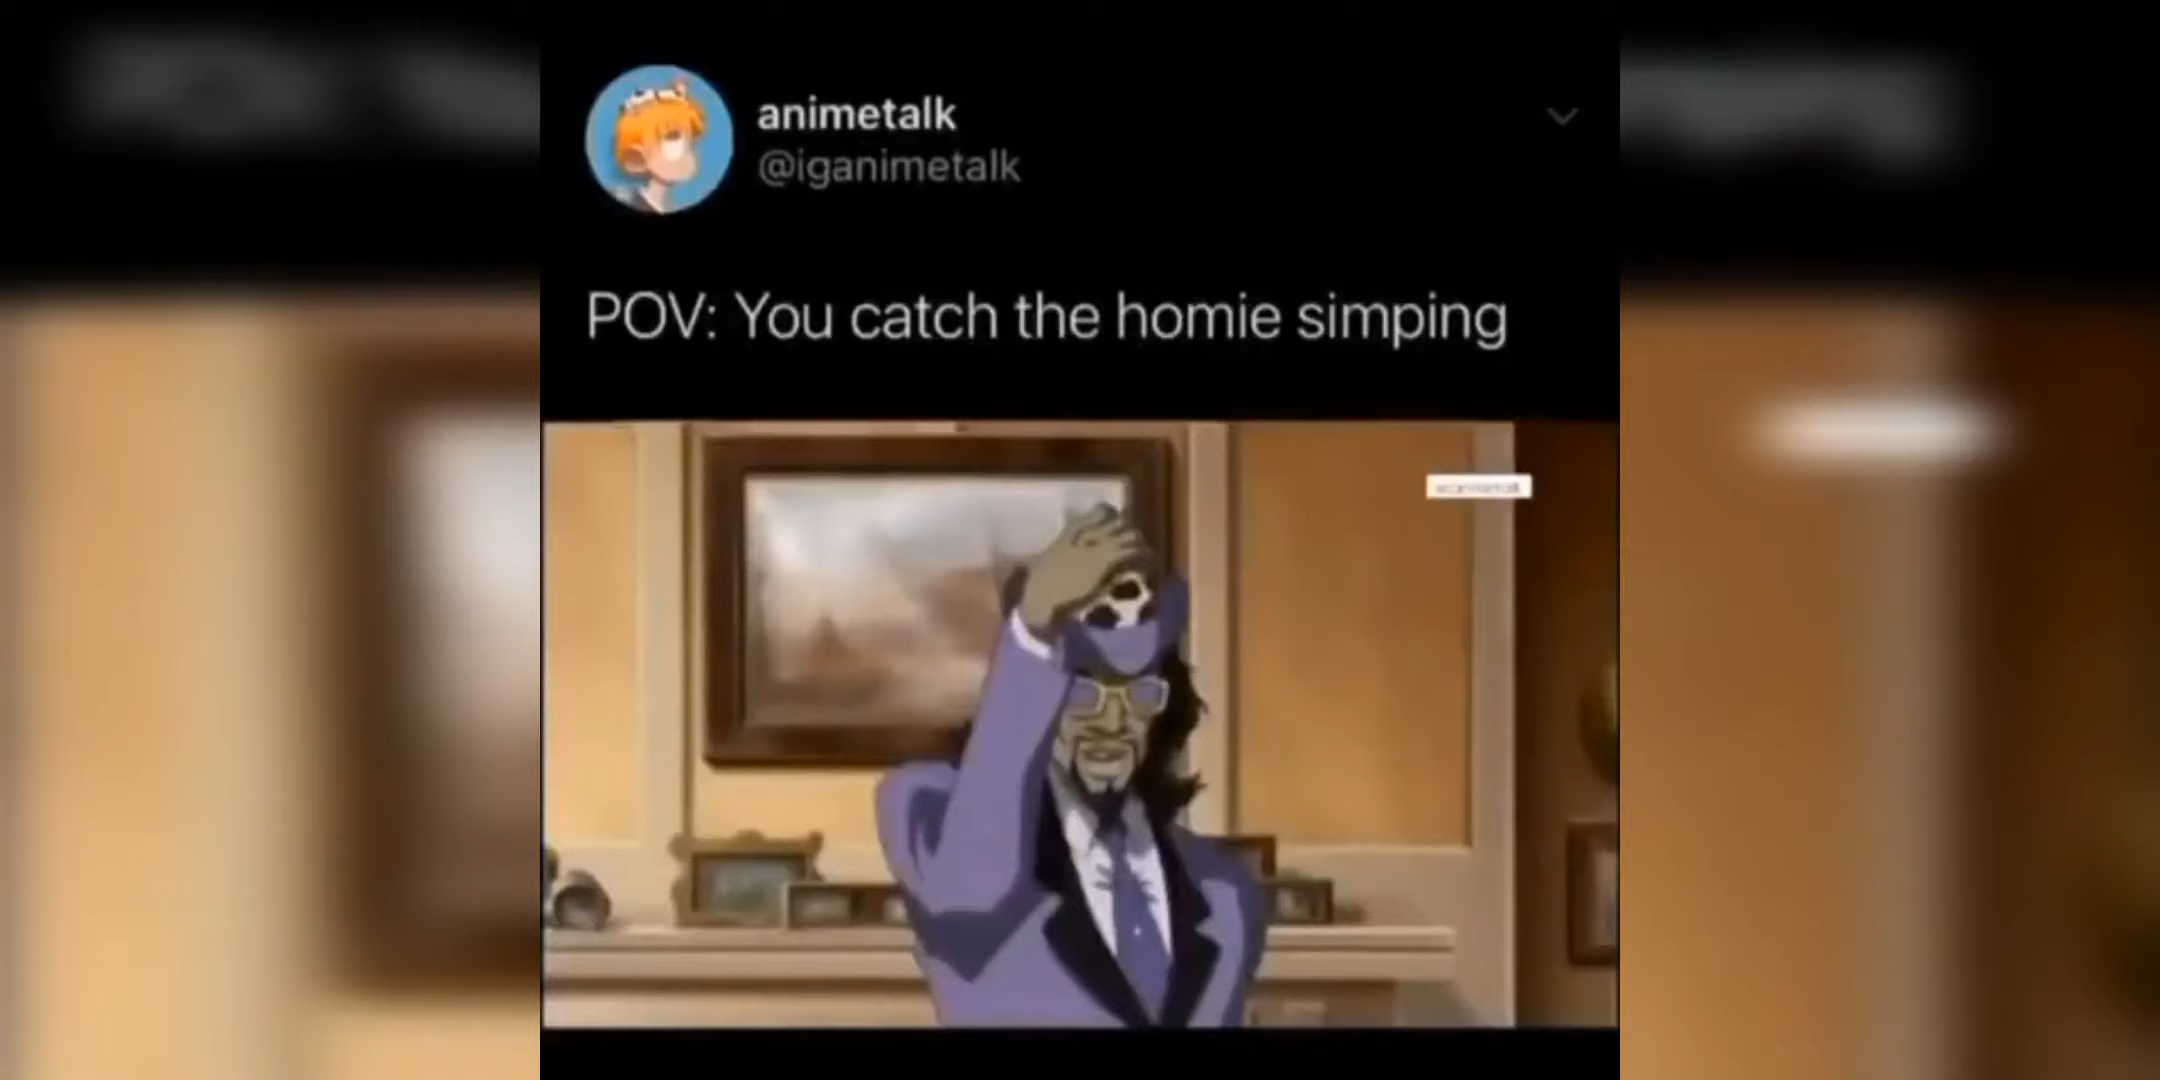 animetalk
@iganimetalk
POV: You catch the homie simping